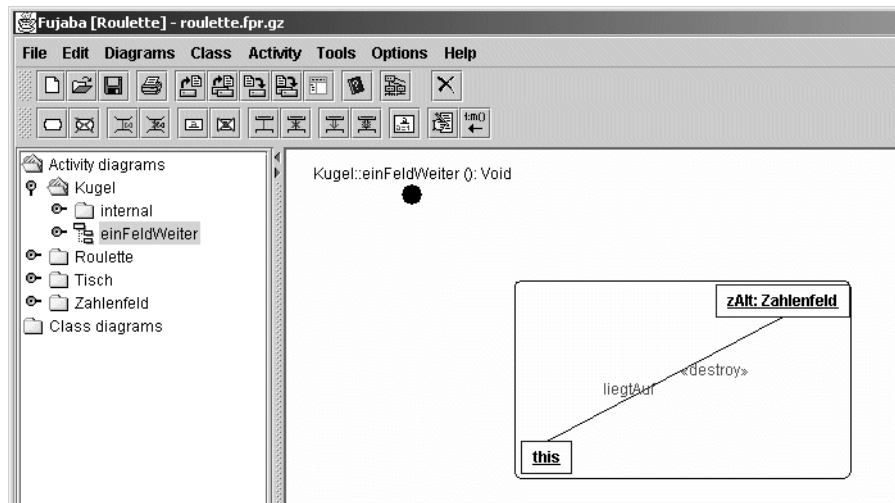 Fujaba [Roulette] - roulette.fpr.gz
File Edit Diagrams Class Activity Tools Options Help
Activity diagrams
Kugel
internal
einFeldWeiter
Roulette
Tisch
Zahlenfeld
Class diagrams
Kugel::einFeldWeiter (): Void
zAlt: Zahlenfeld
«destroy»
liegtAuf
this